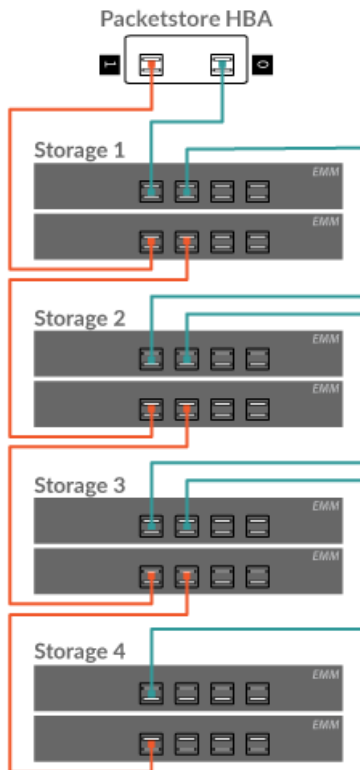 Packetstore HBA
1 0
Storage 1
EMM
EMM
Storage 2
EMM
EMM
Storage 3
EMM
EMM
Storage 4
EMM
EMM